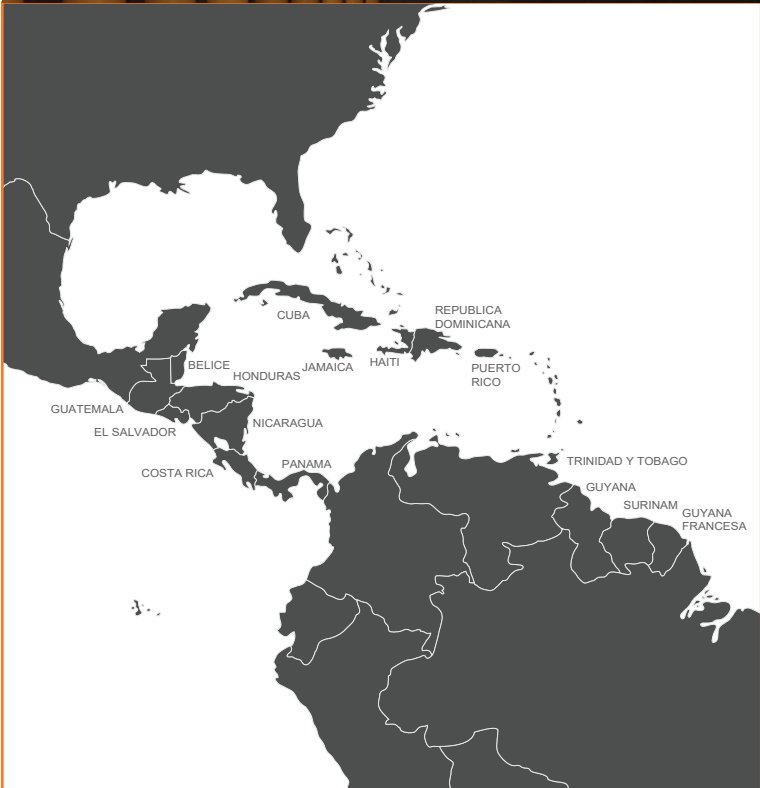 REPUBLICA
DOMINICANA
CUBA
JAMAICA
HAITI
BELICE
PUERTO
RICO
HONDURAS
GUATEMALA
NICARAGUA
EL SALVADOR
TRINIDAD Y TOBAGO
PANAMA
COSTA RICA
GUYANA
SURINAM
GUYANA
FRANCESA